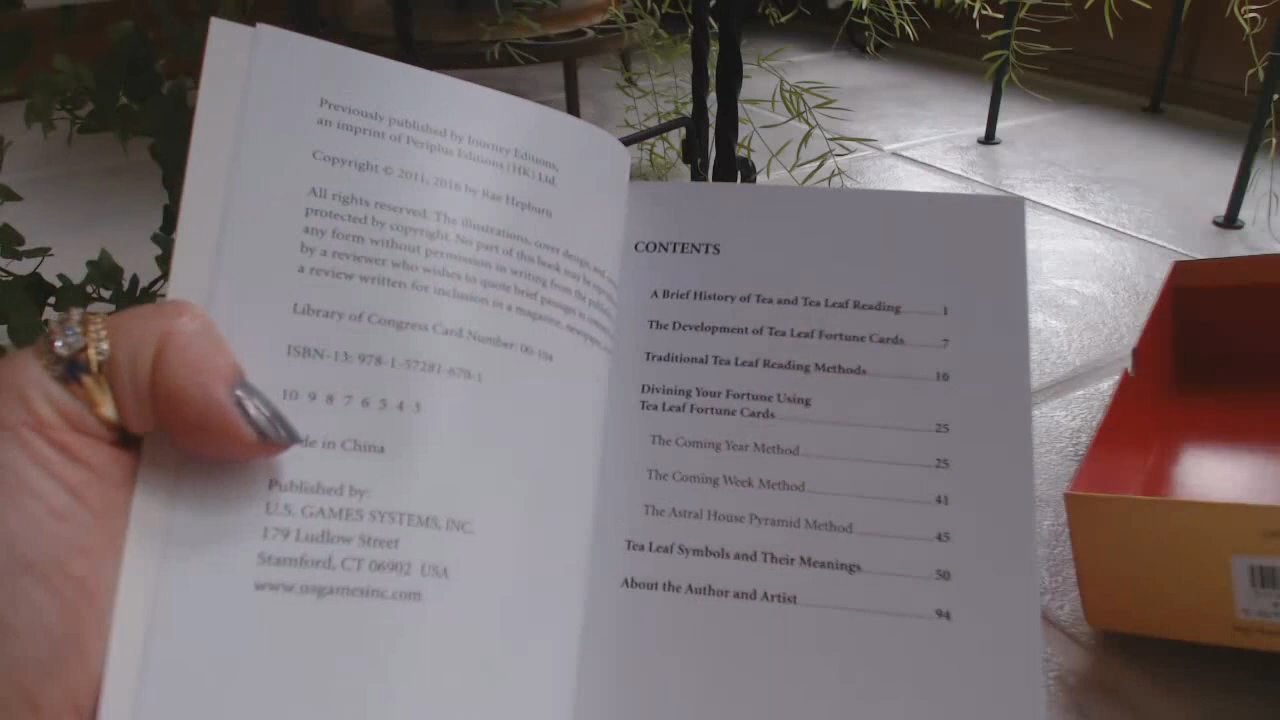 Previously published by Journey Editions,
an imprint of Periplus Editions (HK) Ltd.
Copyright © 2011, 2016 by Rae Hepburn
All rights reserved. The illustrations, cover design, and
protected by copyright. No part of this book may be
any form without permission in writing from the
by a reviewer who wishes to quote brief passages in
a review written for inclusion in a magazine, newspaper,
Library of Congress Card Number: 00-104
ISBN-13: 978-1-57281-670-1
10 9 8 7 6 5 4 3
in China
Published by:
U.S. GAMES SYSTEMS, INC.
179 Ludlow Street
Stamford, CT 06902 USA
www.usgamesinc.com
CONTENTS
A Brief History of Tea and Tea Leaf Reading 1
The Development of Tea Leaf Fortune Cards 7
Traditional Tea Leaf Reading Methods 16
Divining Your Fortune Using
Tea Leaf Fortune Cards 25
The Coming Year Method 25
The Coming Week Method 41
The Astral House Pyramid Method 45
Tea Leaf Symbols and Their Meanings 50
About the Author and Artist 94